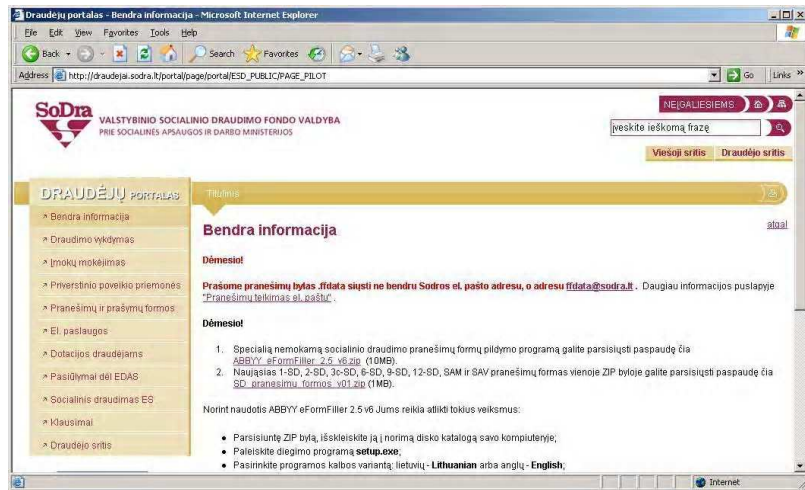 Draudėjų portalas - Bendra informacija - Microsoft Internet Explorer
File Edit View Favorites Tools Help
Back Search Favorites
Address http://draudejai.sodra.lt/portal/page/portal/ESD_PUBLIC/PAGE_PILOT Go Links »
NEĮGALIESIEMS
SoDra
VALSTYBINIO SOCIALINIO DRAUDIMO FONDO VALDYBA
PRIE SOCIALINĖS APSAUGOS IR DARBO MINISTERIJOS
Įveskite ieškomą frazę
Viešoji sritis Draudėjo sritis
DRAUDĖJŲ PORTALAS
Titulinis
Bendra informacija
Draudimo vykdymas
Įmokų mokėjimas
Priverstinio poveikio priemonės
Pranešimų ir prašymų formos
El. paslaugos
Dotacijos draudėjams
Pasiūlymai dėl EDAS
Socialinis draudimas ES
Klausimai
Draudėjo sritis
atgal
Bendra informacija
Dėmesio!
Prašome pranešimų bylas .ffdata siųsti ne bendru Sodros el. pašto adresu, o adresu ffdata@sodra.lt . Daugiau informacijos puslapyje
"Pranešimų teikimas el. paštu" .
Dėmesio!
1. Specialią nemokamą socialinio draudimo pranešimų formų pildymo programą galite parsisiųsti paspaudę čia
ABBYY_eFormFiller_2.5_v6.zip (10MB).
2. Naująsias 1-SD, 2-SD, 3c-SD, 6-SD, 9-SD, 12-SD, SAM ir SAV pranešimų formas vienoje ZIP byloje galite parsisiųsti paspaudę čia
SD_pranesimu_formos_v01.zip (1MB).
Norint naudotis ABBYY eFormFiller 2.5 v6 Jums reikia atlikti tokius veiksmus:
• Parsisiuntę ZIP bylą, išskleiskite ją į norimą disko katalogą savo kompiuteryje;
• Paleiskite diegimo programą setup.exe;
• Pasirinkite programos kalbos variantą: lietuvių - Lithuanian arba anglų - English;
Internet